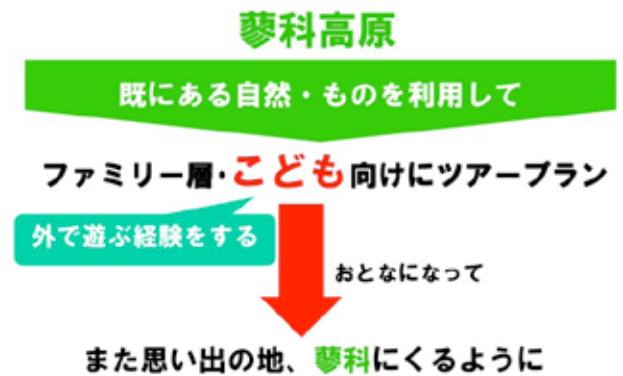 蓼科高原
既にある自然・ものを利用して
ファミリー層・こども向けにツアープラン
外で遊ぶ経験をする
おとなになって
また思い出の地、蓼科にくるように